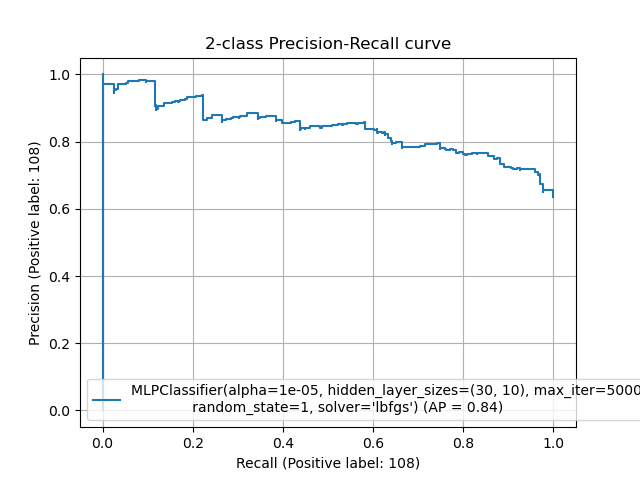 2-class Precision-Recall curve
Precision (Positive label: 108)
1.0
0.8
0.6
0.4
0.2
0.0
MLPClassifier(alpha=1e-05, hidden_layer_sizes=(30, 10), max_iter=5000
random_state=1, solver='lbfgs') (AP = 0.84)
0.0 0.2 0.4 0.6 0.8 1.0
Recall (Positive label: 108)